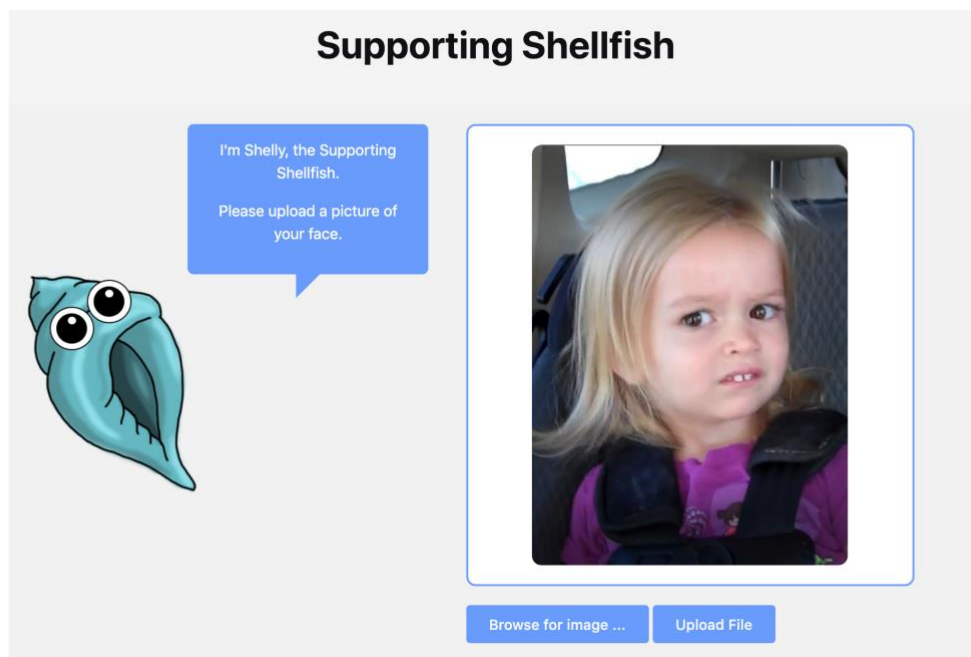 Supporting Shellfish
I'm Shelly, the Supporting
Shellfish.
Please upload a picture of
your face.
Browse for image ...
Upload File